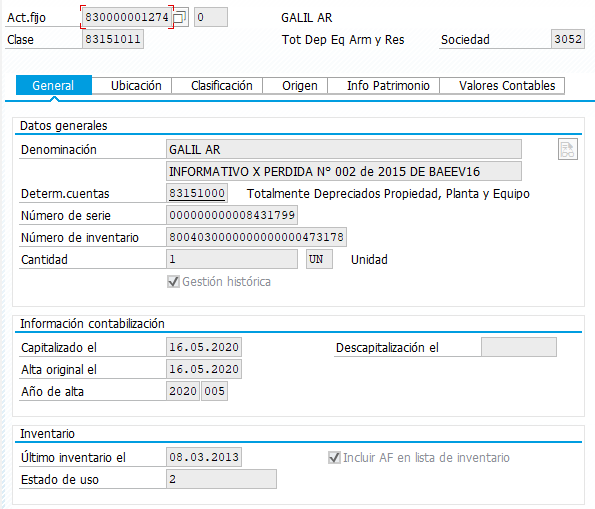 Act.fijo 830000001274 0 GALIL AR
Clase 83151011 Tot Dep Eq Arm y Res Sociedad 3052
General Ubicación Clasificación Origen Info Patrimonio Valores Contables
Datos generales
Denominación GALIL AR
INFORMATIVO X PERDIDA N° 002 de 2015 DE BAEEV16
Determ.cuentas 83151000 Totalmente Depreciados Propiedad, Planta y Equipo
Número de serie 000000000008431799
Número de inventario 8004030000000000000473178
Cantidad 1 UN Unidad
Gestión histórica
Información contabilización
Capitalizado el 16.05.2020 Descapitalización el
Alta original el 16.05.2020
Año de alta 2020 005
Inventario
Último inventario el 08.03.2013 Incluir AF en lista de inventario
Estado de uso 2